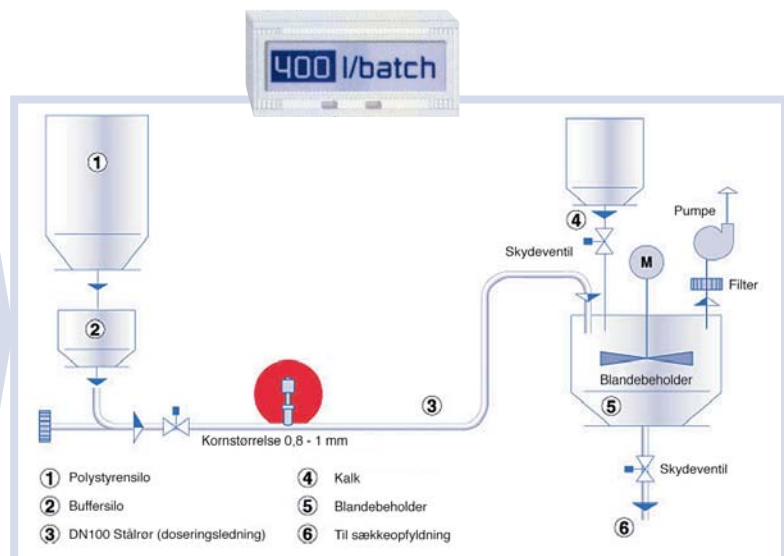 400 l/batch
1
2
3
4
Skydeventil
M
Pumpe
Filter
Blandebeholder
5
Kornstørrelse 0,8 - 1 mm
Skydeventil
6
1 Polystyrensilo
2 Buffersilo
3 DN100 Stålrør (doseringsledning)
4 Kalk
5 Blandebeholder
6 Til sækkeopfyldning